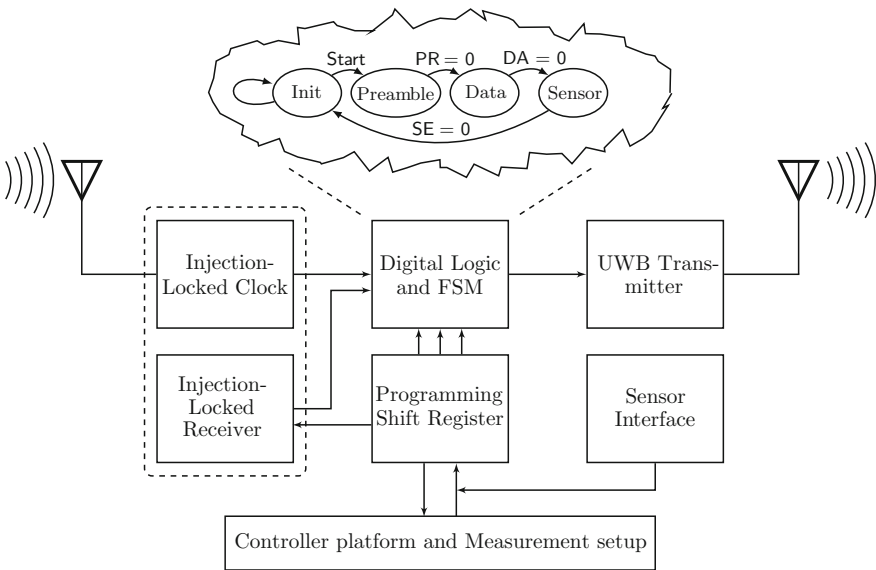 Start
PR = 0
DA = 0
Init
Preamble
Data
Sensor
SE = 0
Injection-
Locked Clock
Digital Logic
and FSM
UWB Trans-
mitter
Injection-
Locked
Receiver
Programming
Shift Register
Sensor
Interface
Controller platform and Measurement setup